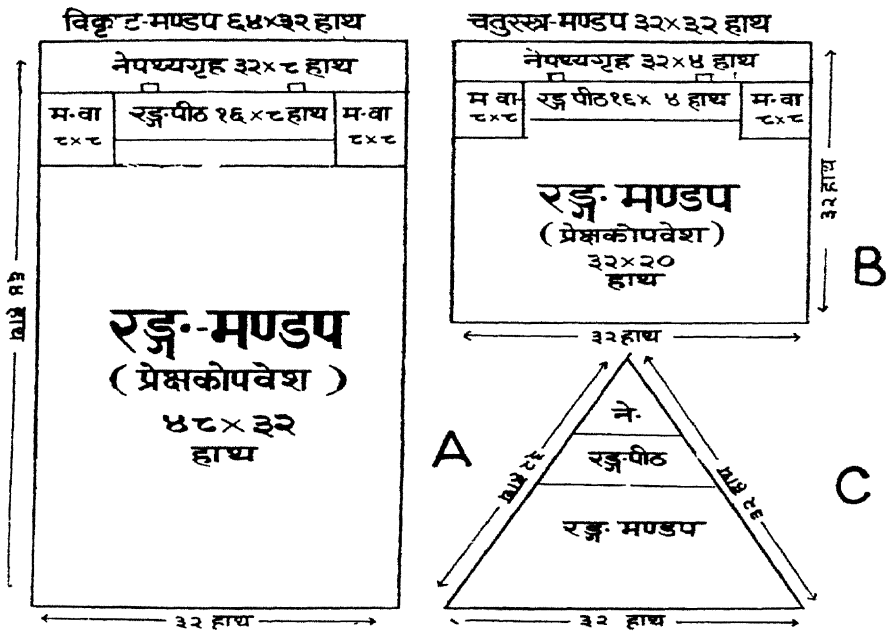 विकृट-मण्डप ६४×३२ हाथ
नेपथ्यगृह ३२×८ हाथ
म·वा
८×८
रङ्ग·पीठ १६×८ हाथ
म·वा
८×८
६४ हाथ
रङ्ग·-मण्डप
(प्रेक्षकोपवेश)
४८×३२
हाथ
३२ हाथ
A
चतुस्स्त्र-मण्डप ३२×३२ हाथ
नेपथ्यगृह ३२×४ हाथ
म वा·
८×८
रङ्ग पीठ१६× ४ हाथ
म·वा
८×८
रङ्ग· मण्डप
(प्रेक्षकोपवेश)
३२×२०
हाथ
३२ हाथ
B
३२ हाथ
ने·
रङ्ग·पीठ
रङ्ग· मण्डप
३२ हाथ
३२ हाथ
३२ हाथ
C